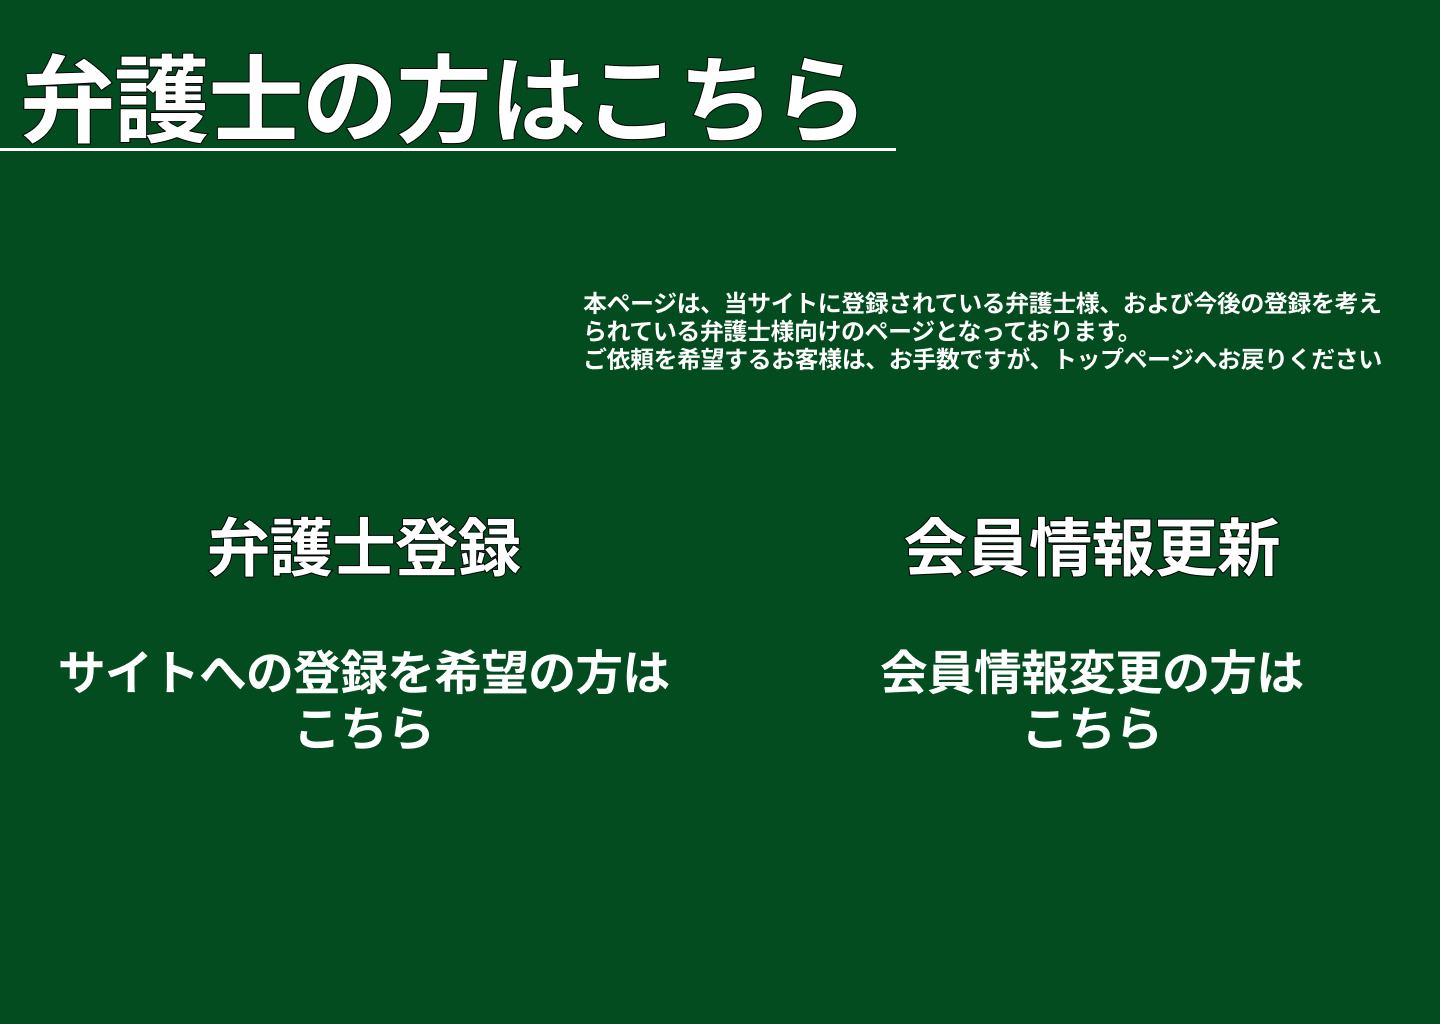 弁護士の方はこちら
本ページは、当サイトに登録されている弁護士様、および今後の登録を考え
られている弁護士様向けのページとなっております。
ご依頼を希望するお客様は、お手数ですが、トップページへお戻りください
弁護士登録
サイトへの登録を希望の方は
こちら
会員情報更新
会員情報変更の方は
こちら